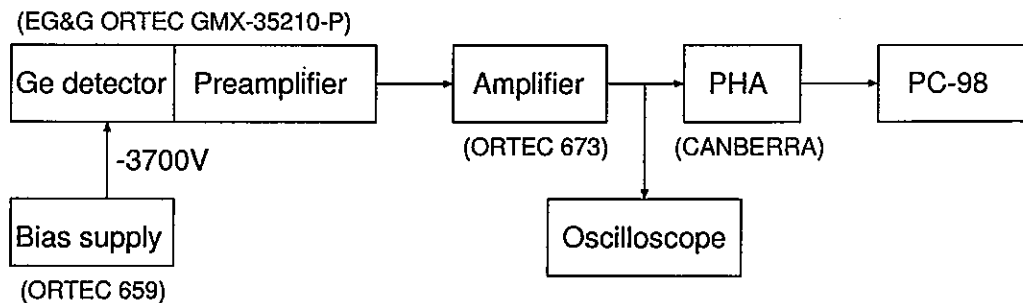 (EG&G ORTEC GMX-35210-P)
Ge detector
Preamplifier
Amplifier
PHA
PC-98
(ORTEC 673)
(CANBERRA)
-3700V
Bias supply
Oscilloscope
(ORTEC 659)